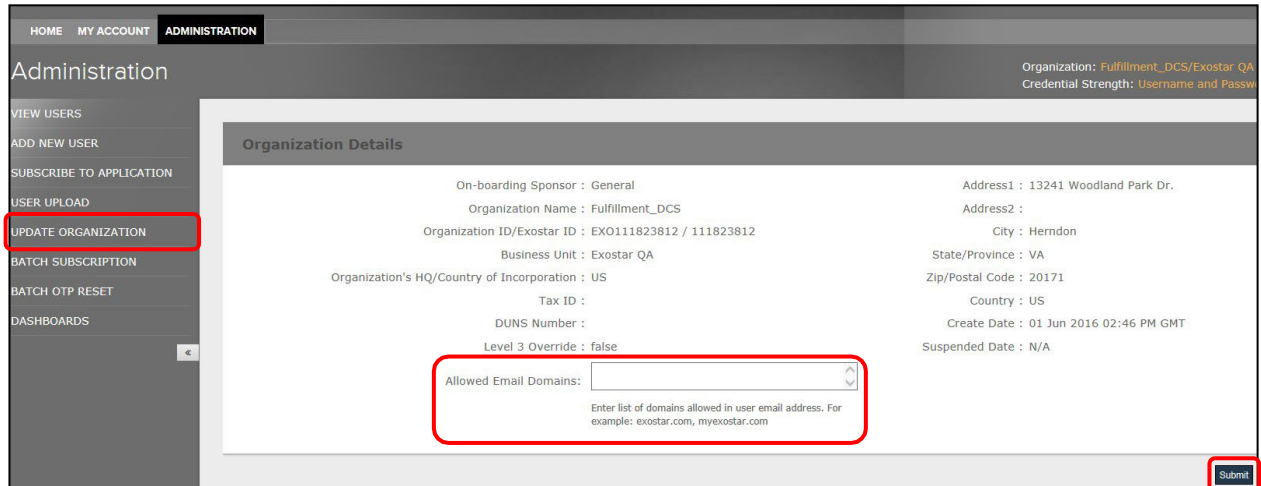 HOME MY ACCOUNT ADMINISTRATION
Administration
Organization: Fulfillment_DCS/Exostar QA
Credential Strength: Username and Passw
VIEW USERS
ADD NEW USER
SUBSCRIBE TO APPLICATION
USER UPLOAD
UPDATE ORGANIZATION
BATCH SUBSCRIPTION
BATCH OTP RESET
DASHBOARDS
«
Organization Details
On-boarding Sponsor : General
Organization Name : Fulfillment_DCS
Organization ID/Exostar ID : EXO111823812 / 111823812
Business Unit : Exostar QA
Organization's HQ/Country of Incorporation : US
Tax ID :
DUNS Number :
Level 3 Override : false
Allowed Email Domains:
Enter list of domains allowed in user email address. For
example: exostar.com, myexostar.com
Address1 : 13241 Woodland Park Dr.
Address2 :
City : Herndon
State/Province : VA
Zip/Postal Code : 20171
Country : US
Create Date : 01 Jun 2016 02:46 PM GMT
Suspended Date : N/A
Submit